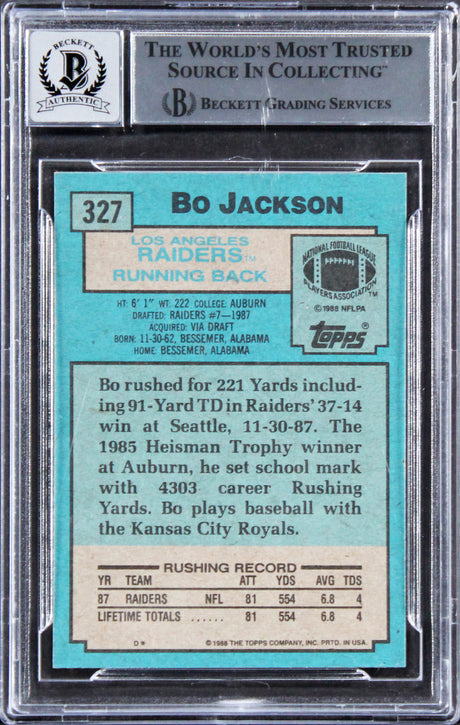 BECKETT
B
AUTHENTIC
THE WORLD'S MOST TRUSTED
SOURCE IN COLLECTING™
B BECKETT GRADING SERVICES
327
BO JACKSON
LOS ANGELES
RAIDERS™
RUNNING BACK
NATIONAL FOOTBALL LEAGUE
PLAYERS ASSOCIATION™
©1988 NFLPA
TOPPS®
HT: 6' 1" WT: 222 COLLEGE: AUBURN
DRAFTED: RAIDERS #7—1987
ACQUIRED: VIA DRAFT
BORN: 11-30-62, BESSEMER, ALABAMA
HOME: BESSEMER, ALABAMA
Bo rushed for 221 Yards includ-
ing 91-Yard TD in Raiders' 37-14
win at Seattle, 11-30-87. The
1985 Heisman Trophy winner
at Auburn, he set school mark
with 4303 career Rushing
Yards. Bo plays baseball with
the Kansas City Royals.
RUSHING RECORD
YR TEAM ATT YDS AVG TDS
87 RAIDERS NFL 81 554 6.8 4
LIFETIME TOTALS ...... 81 554 6.8 4
D* ©1988 THE TOPPS COMPANY, INC. PRTD. IN U.S.A.